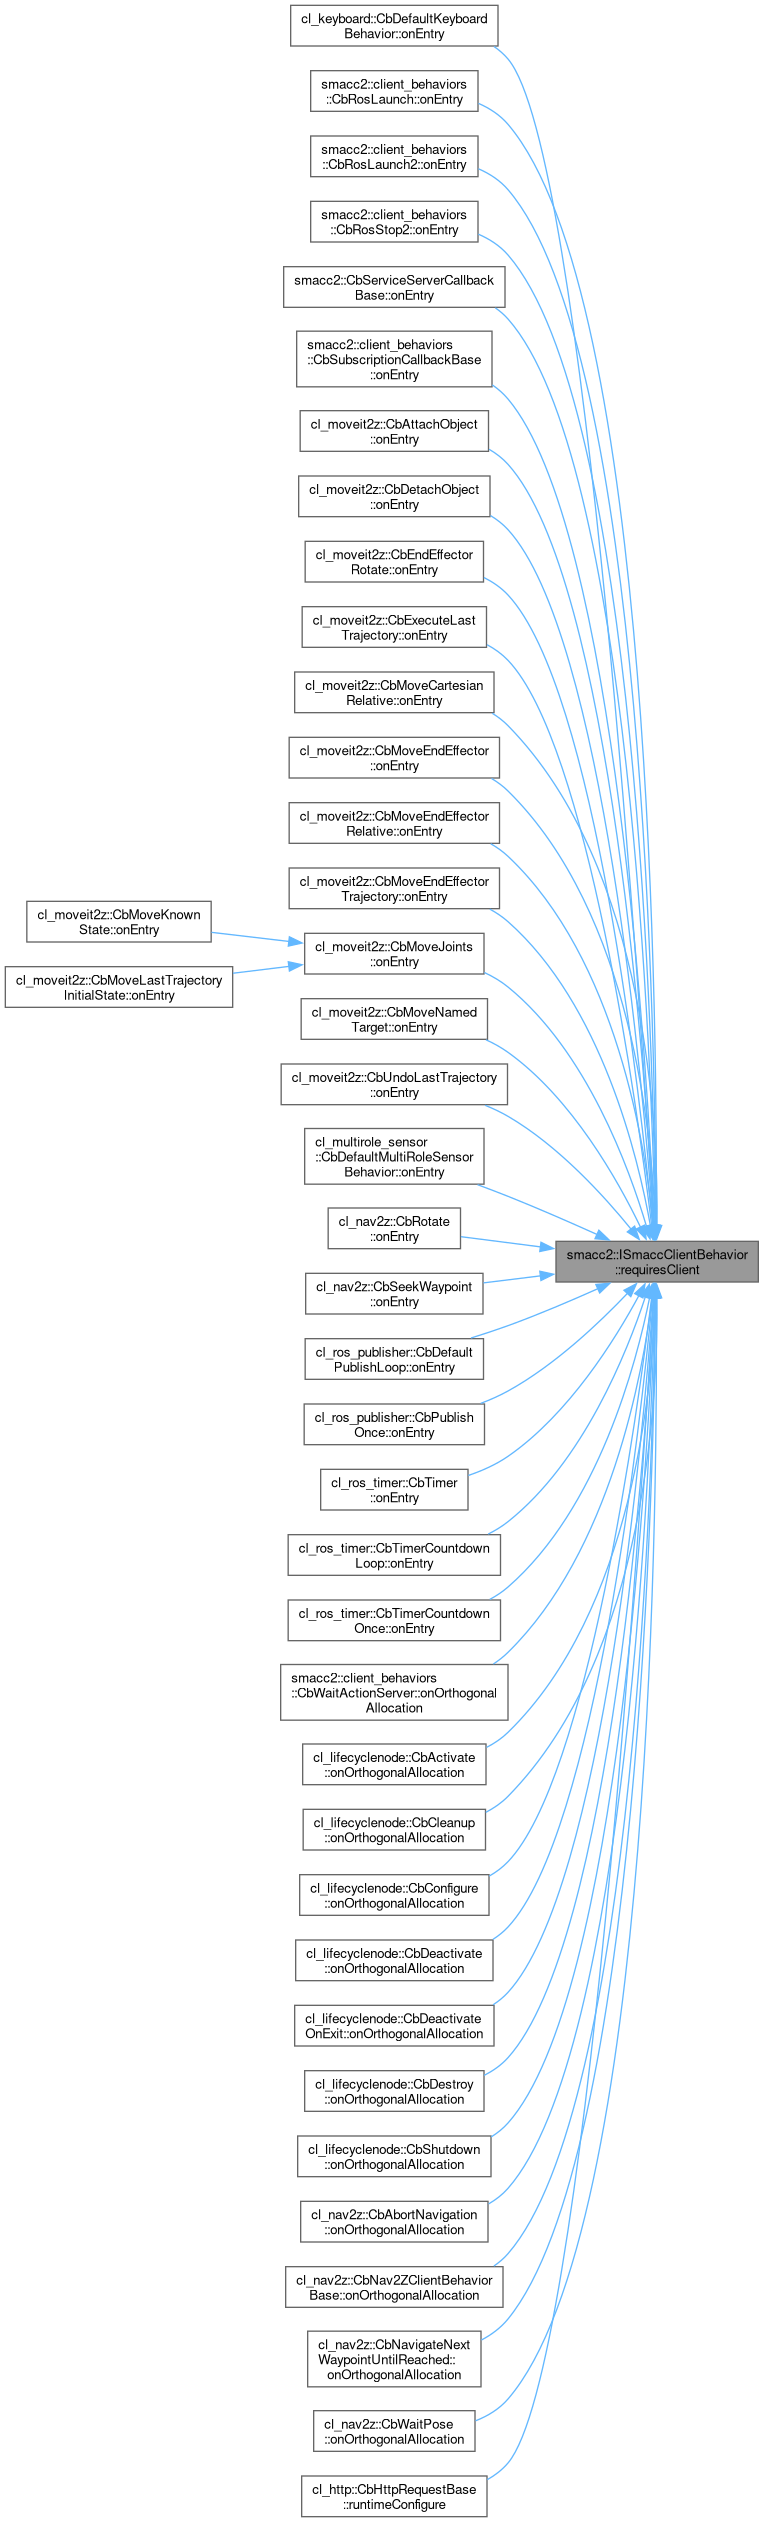 cl_keyboard::CbDefaultKeyboard
Behavior::onEntry
smacc2::client_behaviors
::CbRosLaunch::onEntry
smacc2::client_behaviors
::CbRosLaunch2::onEntry
smacc2::client_behaviors
::CbRosStop2::onEntry
smacc2::CbServiceServerCallback
Base::onEntry
smacc2::client_behaviors
::CbSubscriptionCallbackBase
::onEntry
cl_moveit2z::CbAttachObject
::onEntry
cl_moveit2z::CbDetachObject
::onEntry
cl_moveit2z::CbEndEffector
Rotate::onEntry
cl_moveit2z::CbExecuteLast
Trajectory::onEntry
cl_moveit2z::CbMoveCartesian
Relative::onEntry
cl_moveit2z::CbMoveEndEffector
::onEntry
cl_moveit2z::CbMoveEndEffector
Relative::onEntry
cl_moveit2z::CbMoveEndEffector
Trajectory::onEntry
cl_moveit2z::CbMoveKnown
State::onEntry
cl_moveit2z::CbMoveJoints
::onEntry
cl_moveit2z::CbMoveLastTrajectory
InitialState::onEntry
cl_moveit2z::CbMoveNamed
Target::onEntry
cl_moveit2z::CbUndoLastTrajectory
::onEntry
cl_multirole_sensor
::CbDefaultMultiRoleSensor
Behavior::onEntry
cl_nav2z::CbRotate
::onEntry
smacc2::ISmaccClientBehavior
::requiresClient
cl_nav2z::CbSeekWaypoint
::onEntry
cl_ros_publisher::CbDefault
PublishLoop::onEntry
cl_ros_publisher::CbPublish
Once::onEntry
cl_ros_timer::CbTimer
::onEntry
cl_ros_timer::CbTimerCountdown
Loop::onEntry
cl_ros_timer::CbTimerCountdown
Once::onEntry
smacc2::client_behaviors
::CbWaitActionServer::onOrthogonal
Allocation
cl_lifecyclenode::CbActivate
::onOrthogonalAllocation
cl_lifecyclenode::CbCleanup
::onOrthogonalAllocation
cl_lifecyclenode::CbConfigure
::onOrthogonalAllocation
cl_lifecyclenode::CbDeactivate
::onOrthogonalAllocation
cl_lifecyclenode::CbDeactivate
OnExit::onOrthogonalAllocation
cl_lifecyclenode::CbDestroy
::onOrthogonalAllocation
cl_lifecyclenode::CbShutdown
::onOrthogonalAllocation
cl_nav2z::CbAbortNavigation
::onOrthogonalAllocation
cl_nav2z::CbNav2ZClientBehavior
Base::onOrthogonalAllocation
cl_nav2z::CbNavigateNext
WaypointUntilReached::
onOrthogonalAllocation
cl_nav2z::CbWaitPose
::onOrthogonalAllocation
cl_http::CbHttpRequestBase
::runtimeConfigure